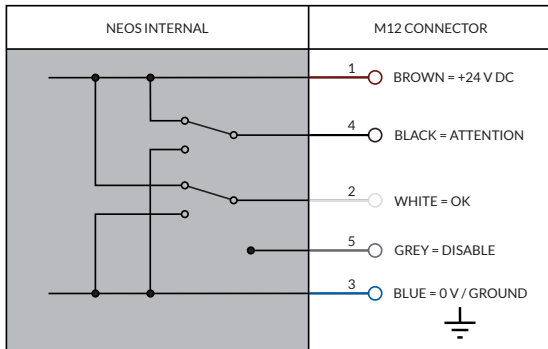 NEOS INTERNAL
M12 CONNECTOR
1 BROWN = +24 V DC
4 BLACK = ATTENTION
2 WHITE = OK
5 GREY = DISABLE
3 BLUE = 0 V / GROUND